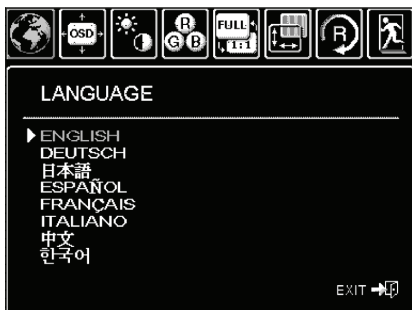 OSD
R
G B
FULL
1:1
R
LANGUAGE
ENGLISH
DEUTSCH
日本語
ESPAÑOL
FRANÇAIS
ITALIANO
中文
한국어
EXIT